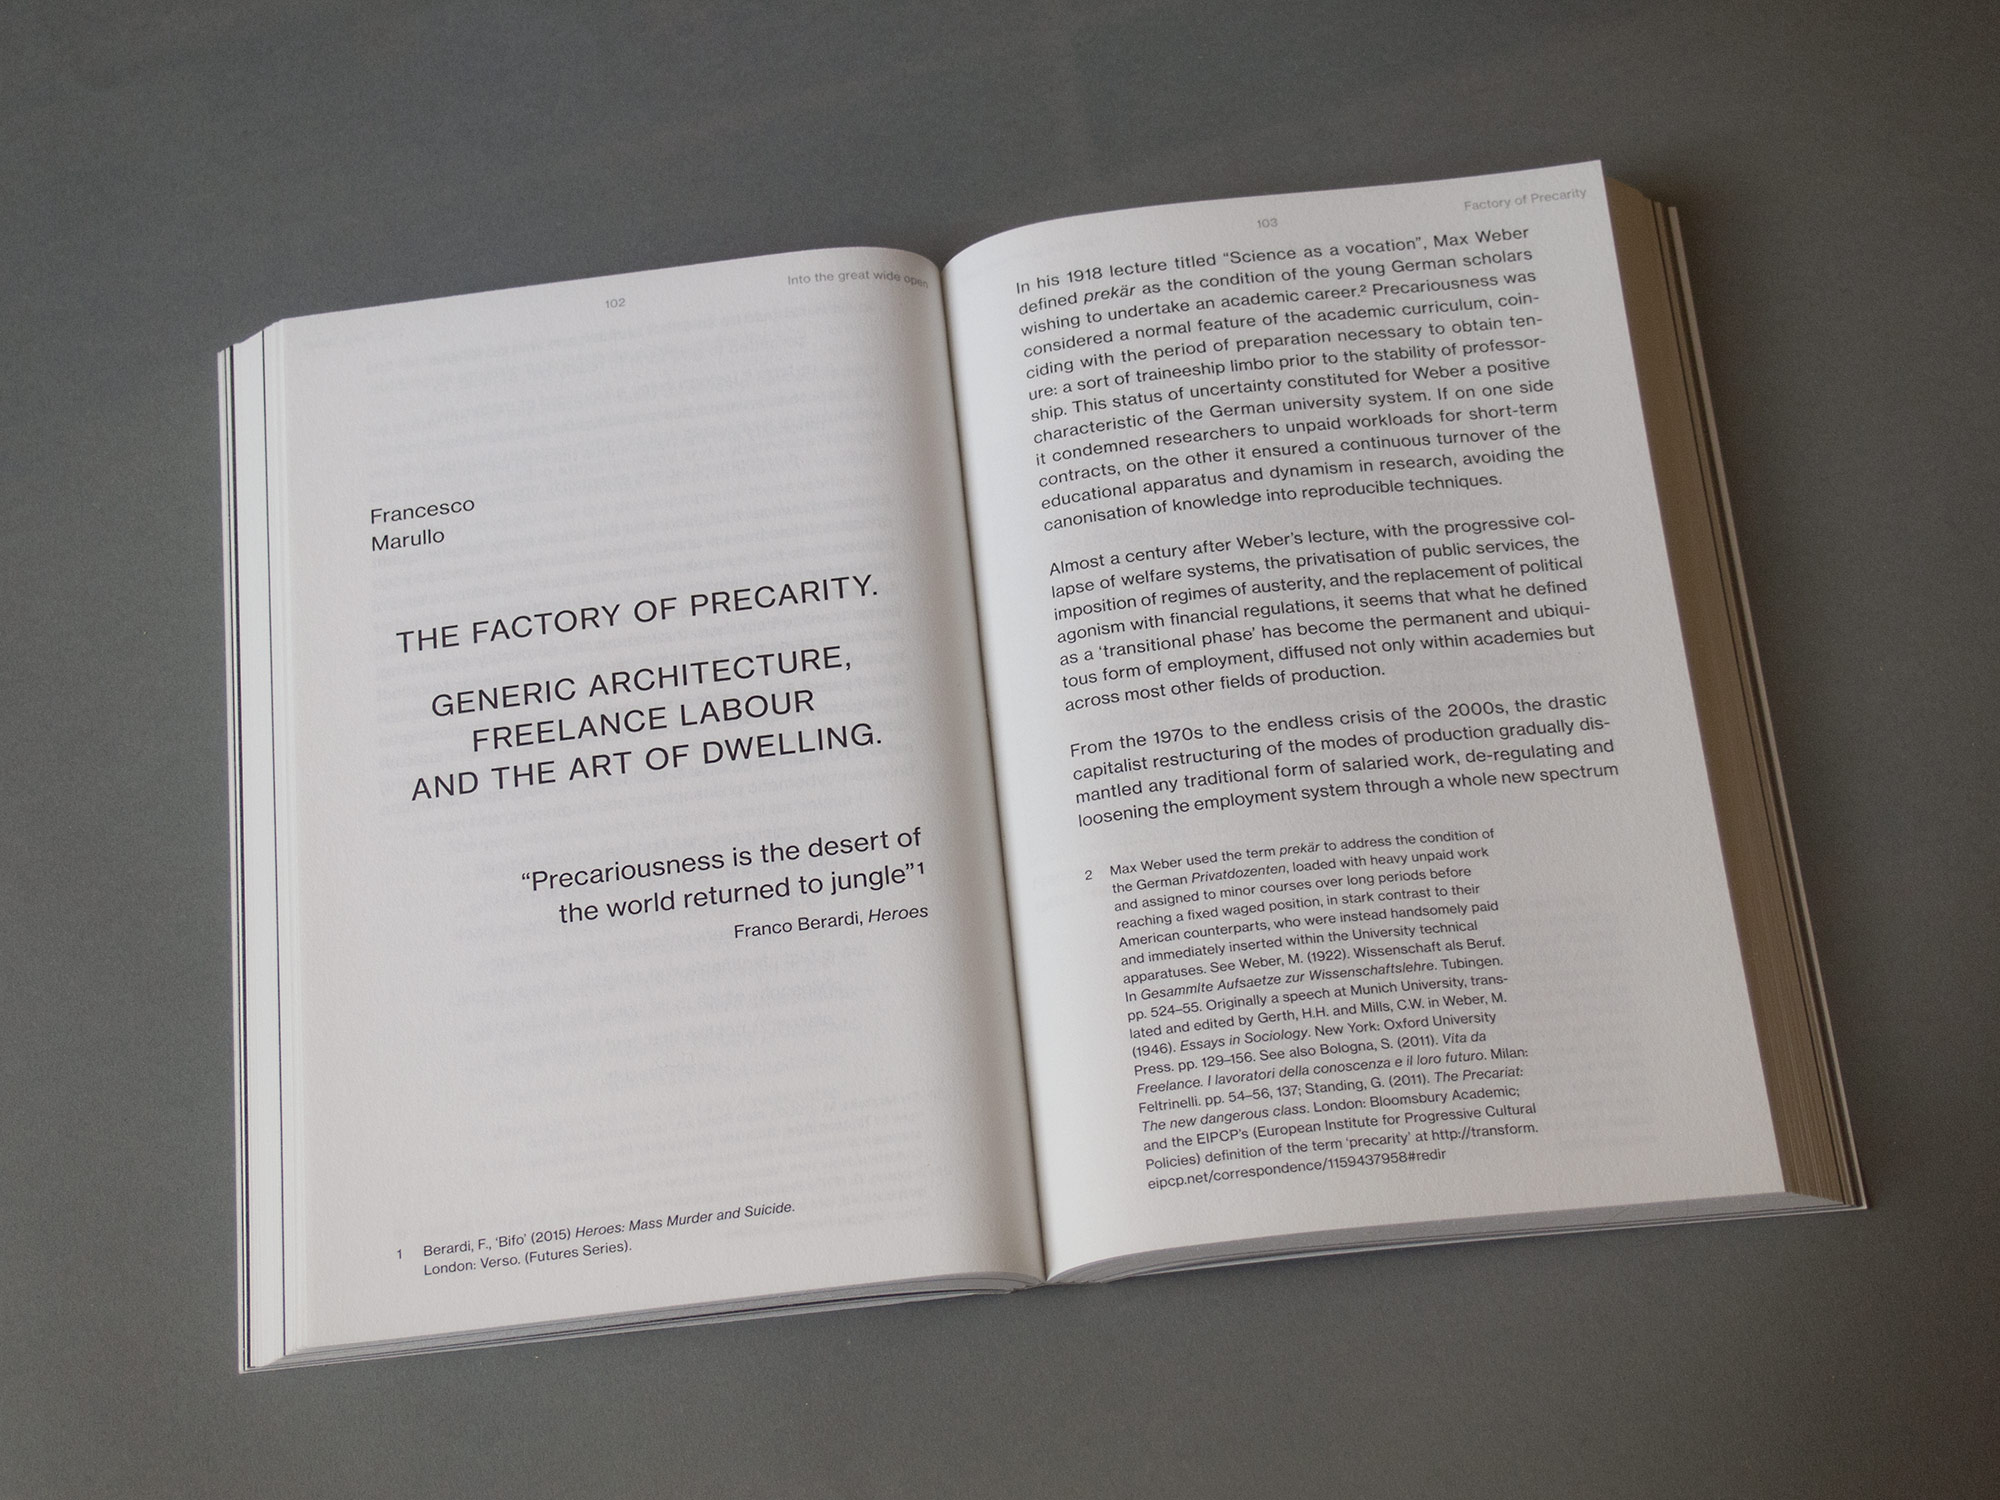 102
Into the great wide open
Francesco
Marullo
THE FACTORY OF PRECARITY.
GENERIC ARCHITECTURE,
FREELANCE LABOUR
AND THE ART OF DWELLING.
“Precariousness is the desert of
the world returned to jungle”¹
Franco Berardi, Heroes
1 Berardi, F., ‘Bifo’ (2015) Heroes: Mass Murder and Suicide.
London: Verso. (Futures Series).
103
Factory of Precarity
In his 1918 lecture titled “Science as a vocation”, Max Weber
defined prekär as the condition of the young German scholars
wishing to undertake an academic career.² Precariousness was
considered a normal feature of the academic curriculum, coin-
ciding with the period of preparation necessary to obtain ten-
ure: a sort of traineeship limbo prior to the stability of professor-
ship. This status of uncertainty constituted for Weber a positive
characteristic of the German university system. If on one side
it condemned researchers to unpaid workloads for short-term
contracts, on the other it ensured a continuous turnover of the
educational apparatus and dynamism in research, avoiding the
canonisation of knowledge into reproducible techniques.
Almost a century after Weber’s lecture, with the progressive col-
lapse of welfare systems, the privatisation of public services, the
imposition of regimes of austerity, and the replacement of political
agonism with financial regulations, it seems that what he defined
as a ‘transitional phase’ has become the permanent and ubiqui-
tous form of employment, diffused not only within academies but
across most other fields of production.
From the 1970s to the endless crisis of the 2000s, the drastic
capitalist restructuring of the modes of production gradually dis-
mantled any traditional form of salaried work, de-regulating and
loosening the employment system through a whole new spectrum
2 Max Weber used the term prekär to address the condition of
the German Privatdozenten, loaded with heavy unpaid work
and assigned to minor courses over long periods before
reaching a fixed waged position, in stark contrast to their
American counterparts, who were instead handsomely paid
and immediately inserted within the University technical
apparatuses. See Weber, M. (1922). Wissenschaft als Beruf.
In Gesammlte Aufsaetze zur Wissenschaftslehre. Tubingen.
pp. 524–55. Originally a speech at Munich University, trans-
lated and edited by Gerth, H.H. and Mills, C.W. in Weber, M.
(1946). Essays in Sociology. New York: Oxford University
Press. pp. 129–156. See also Bologna, S. (2011). Vita da
Freelance. I lavoratori della conoscenza e il loro futuro. Milan:
Feltrinelli. pp. 54–56, 137; Standing, G. (2011). The Precariat:
The new dangerous class. London: Bloomsbury Academic;
and the EIPCP’s (European Institute for Progressive Cultural
Policies) definition of the term ‘precarity’ at http://transform.
eipcp.net/correspondence/1159437958#redir